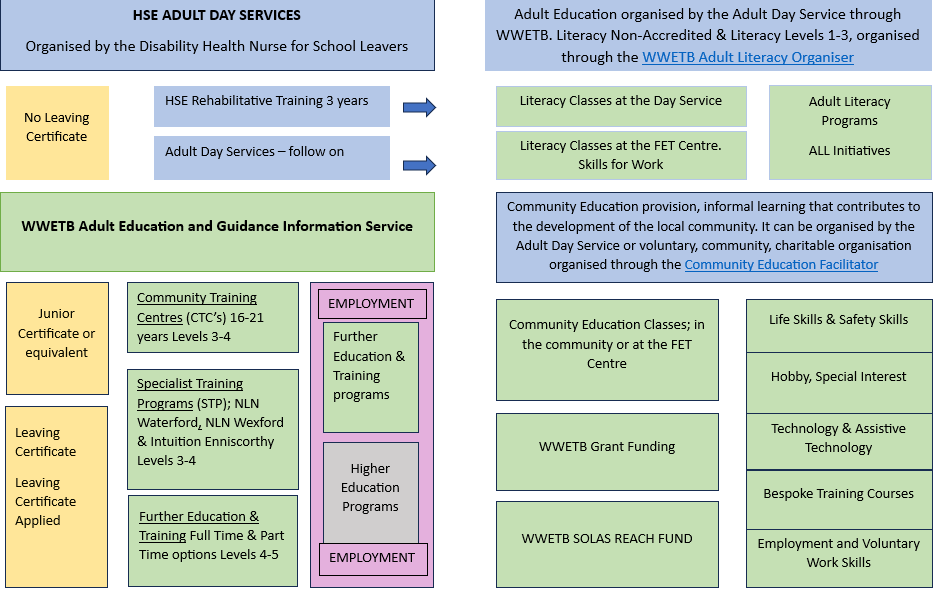 HSE ADULT DAY SERVICES
Organised by the Disability Health Nurse for School Leavers
No Leaving
Certificate
HSE Rehabilitative Training 3 years
Adult Day Services – follow on
WWETB Adult Education and Guidance Information Service
Junior
Certificate or
equivalent
Leaving
Certificate
Leaving
Certificate
Applied
Community Training
Centres (CTC's) 16-21
years Levels 3-4
Specialist Training
Programs (STP); NLN
Waterford, NLN Wexford
& Intuition Enniscorthy
Levels 3-4
Further Education &
Training Full Time & Part
Time options Levels 4-5
EMPLOYMENT
Further
Education &
Training
programs
Higher
Education
Programs
EMPLOYMENT
Adult Education organised by the Adult Day Service through
WWETB. Literacy Non-Accredited & Literacy Levels 1-3, organised
through the WWETB Adult Literacy Organiser
Literacy Classes at the Day Service
Literacy Classes at the FET Centre.
Skills for Work
Adult Literacy
Programs
ALL Initiatives
Community Education provision, informal learning that contributes to
the development of the local community. It can be organised by the
Adult Day Service or voluntary, community, charitable organisation
organised through the Community Education Facilitator
Community Education Classes; in
the community or at the FET
Centre
WWETB Grant Funding
WWETB SOLAS REACH FUND
Life Skills & Safety Skills
Hobby, Special Interest
Technology & Assistive
Technology
Bespoke Training Courses
Employment and Voluntary
Work Skills